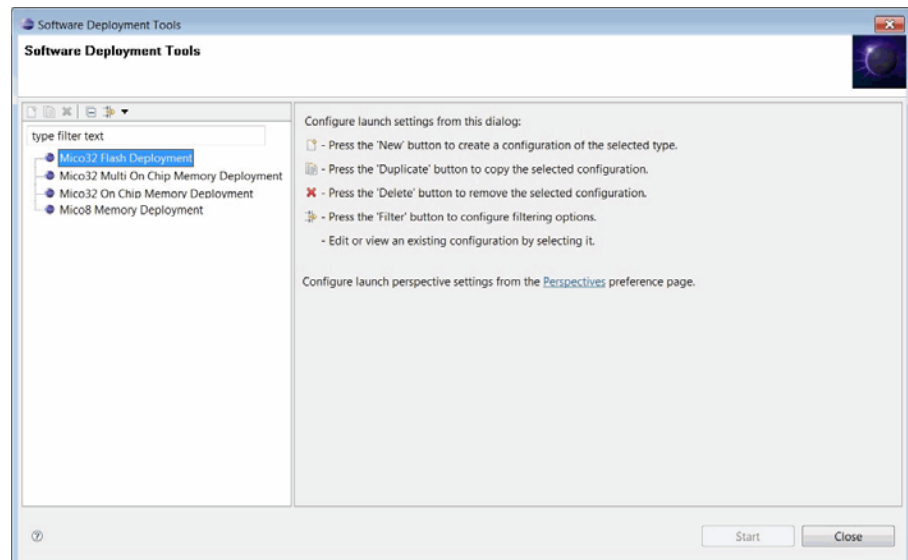 Software Deployment Tools
Software Deployment Tools
type filter text
Mico32 Flash Deployment
Mico32 Multi On Chip Memory Deployment
Mico32 On Chip Memory Deployment
Mico8 Memory Deployment
Configure launch settings from this dialog:
- Press the 'New' button to create a configuration of the selected type.
- Press the 'Duplicate' button to copy the selected configuration.
- Press the 'Delete' button to remove the selected configuration.
- Press the 'Filter' button to configure filtering options.
- Edit or view an existing configuration by selecting it.
Configure launch perspective settings from the Perspectives preference page.
Start
Close